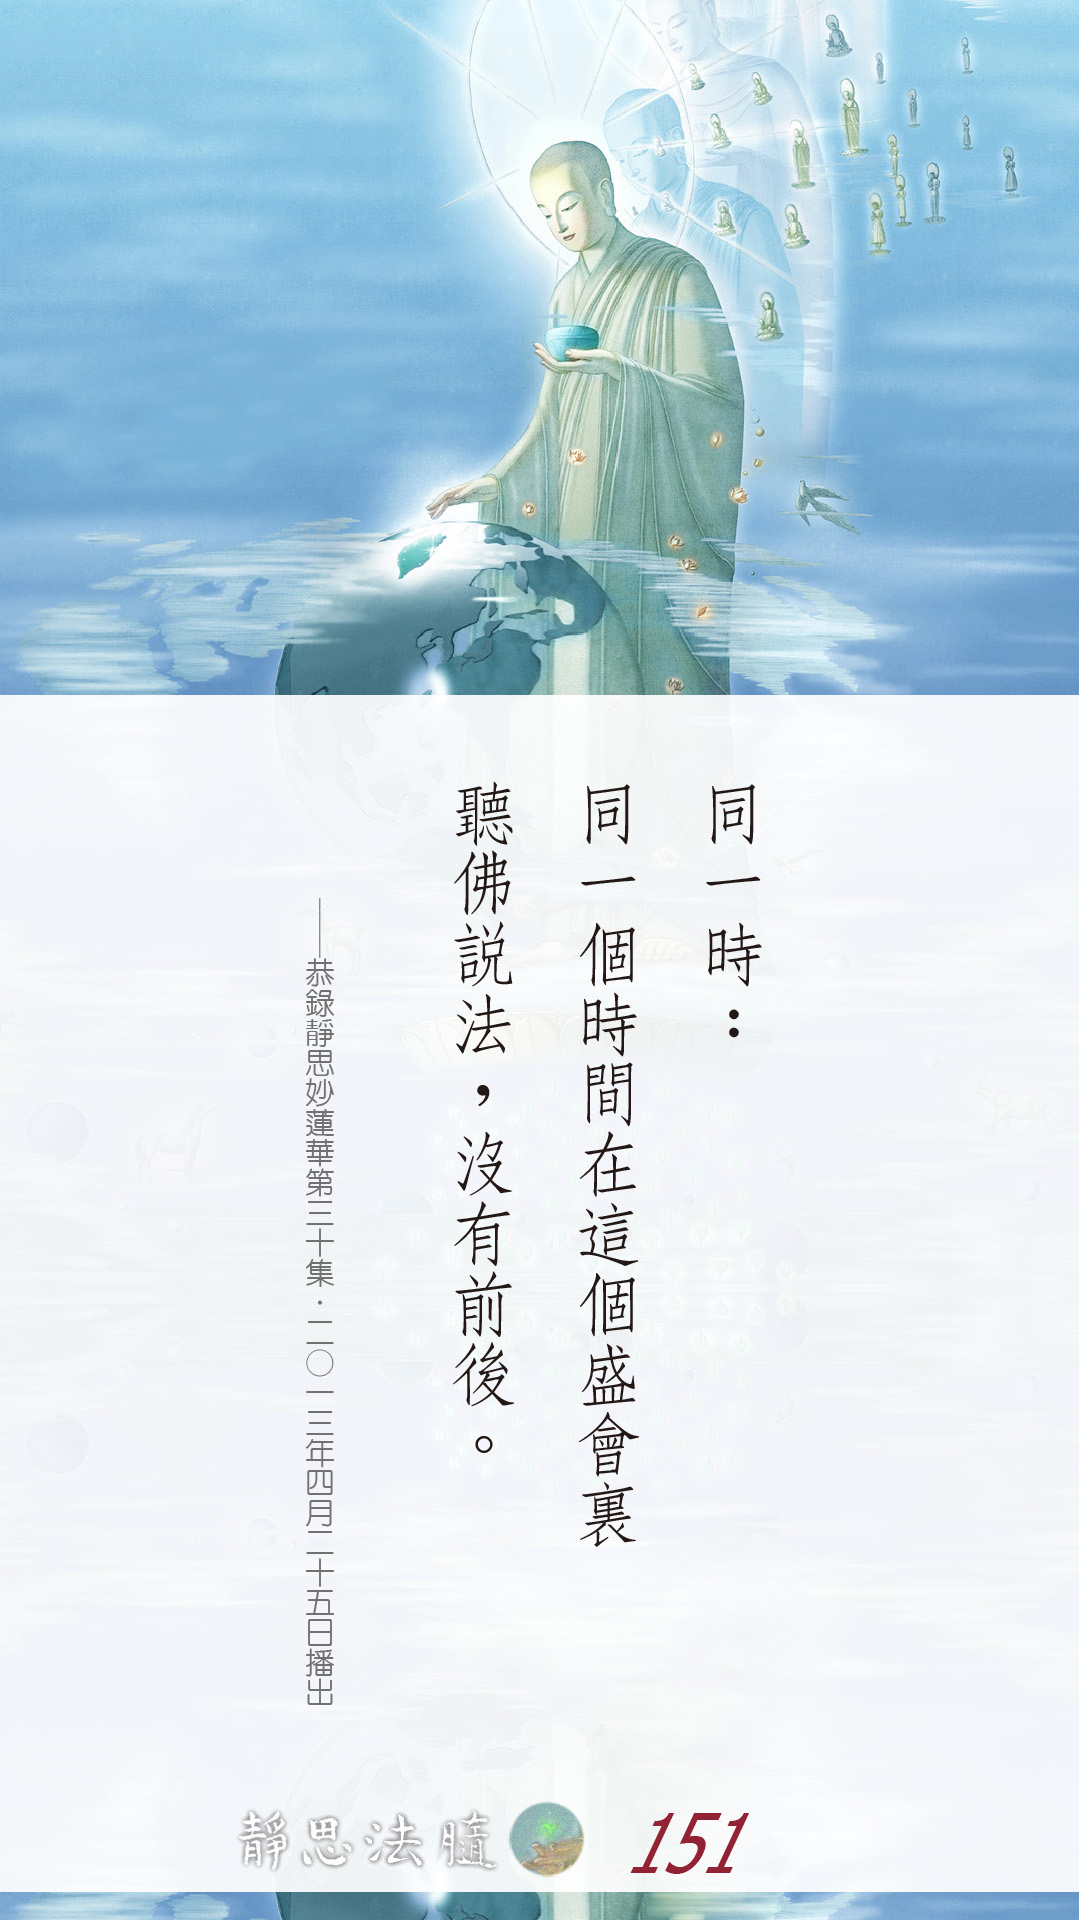 同一時：
同一個時間在這個盛會裏
聽佛說法，沒有前後。
——恭錄靜思妙蓮華第三十集．二〇一三年四月二十五日播出
靜思法髓
151